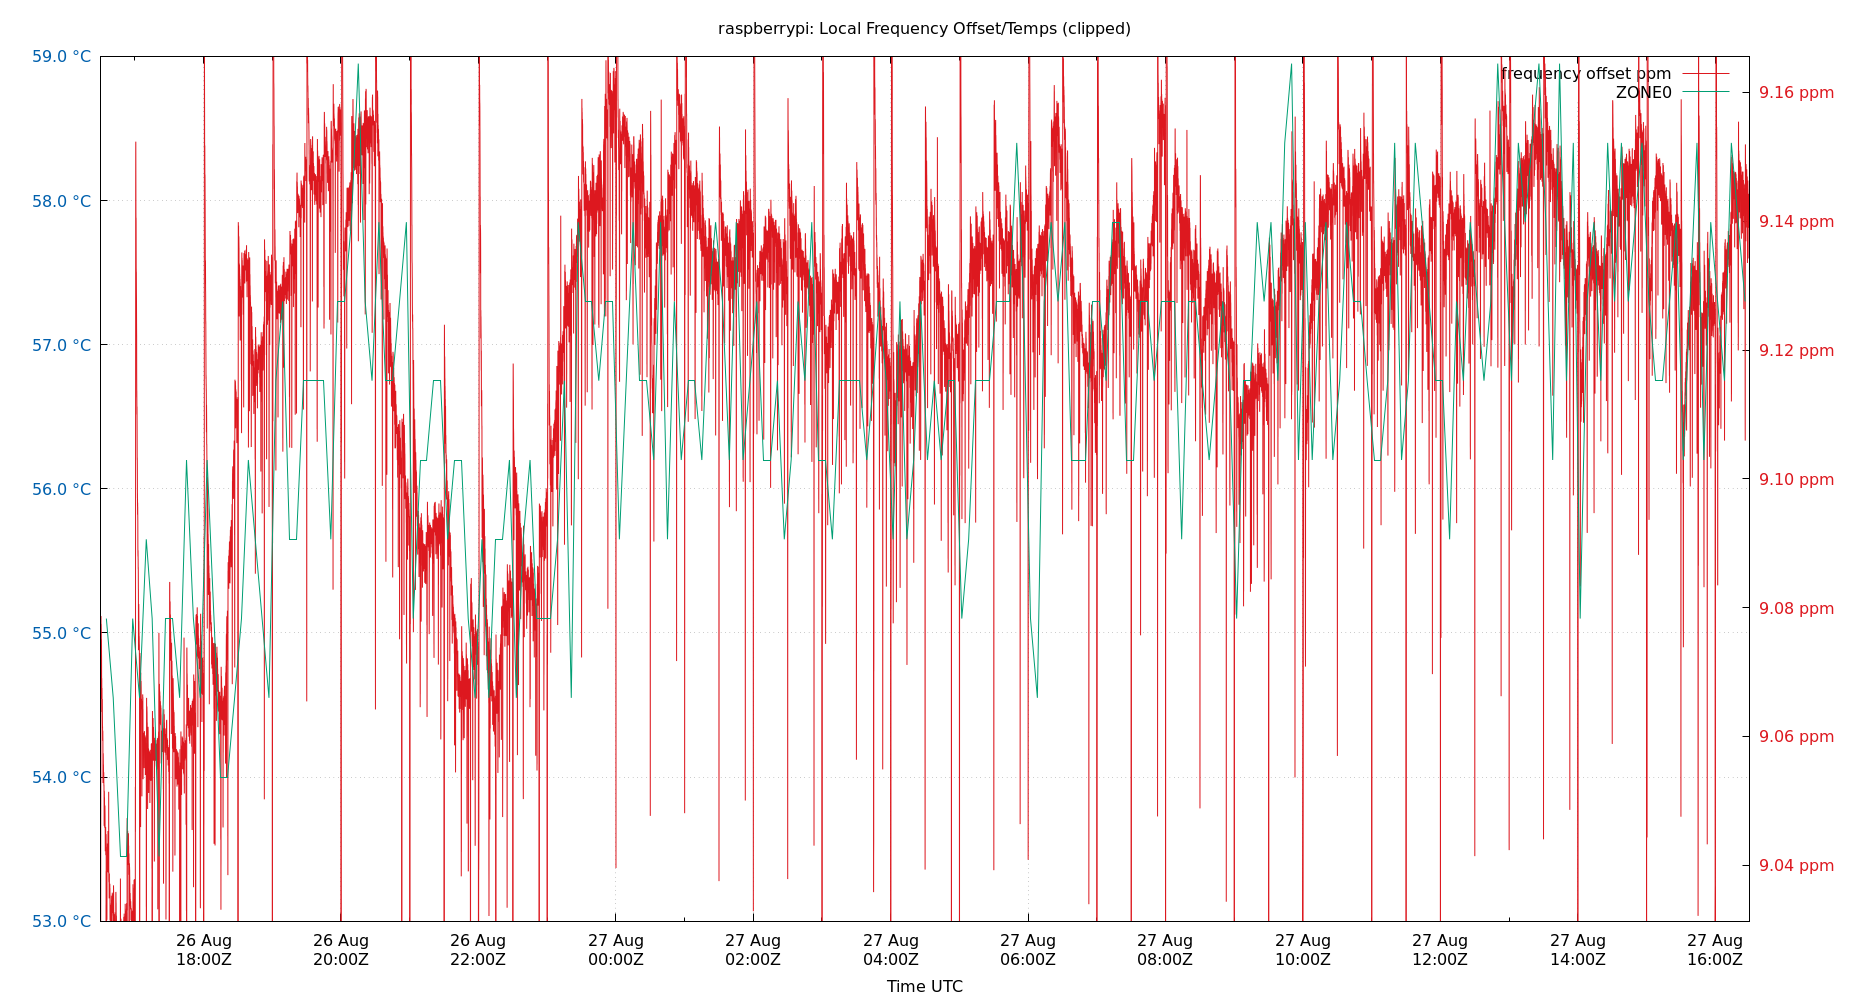 raspberrypi: Local Frequency Offset/Temps (clipped)
59.0 °C
58.0 °C
57.0 °C
56.0 °C
55.0 °C
54.0 °C
53.0 °C
frequency offset ppm
ZONE0
9.16 ppm
9.14 ppm
9.12 ppm
9.10 ppm
9.08 ppm
9.06 ppm
9.04 ppm
26 Aug
18:00Z
26 Aug
20:00Z
26 Aug
22:00Z
27 Aug
00:00Z
27 Aug
02:00Z
27 Aug
04:00Z
27 Aug
06:00Z
27 Aug
08:00Z
27 Aug
10:00Z
27 Aug
12:00Z
27 Aug
14:00Z
27 Aug
16:00Z
Time UTC